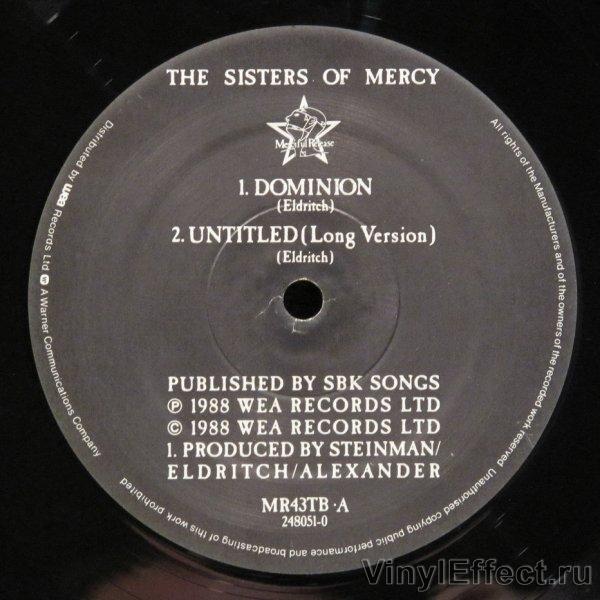 THE SISTERS OF MERCY
Merciful Release
1. DOMINION
(Eldritch)
2. UNTITLED (Long Version)
(Eldritch)
PUBLISHED BY SBK SONGS
℗ 1988 WEA RECORDS LTD
© 1988 WEA RECORDS LTD
1. PRODUCED BY STEINMAN/
ELDRITCH/ALEXANDER
MR43TB·A
248051-0
Distributed by wea Records Ltd W A Warner Communications Company
All rights of the Manufacturers and of the owners of the recorded work reserved Unauthorised copying public performance and broadcasting of this work prohibited
VinylEffect.ru